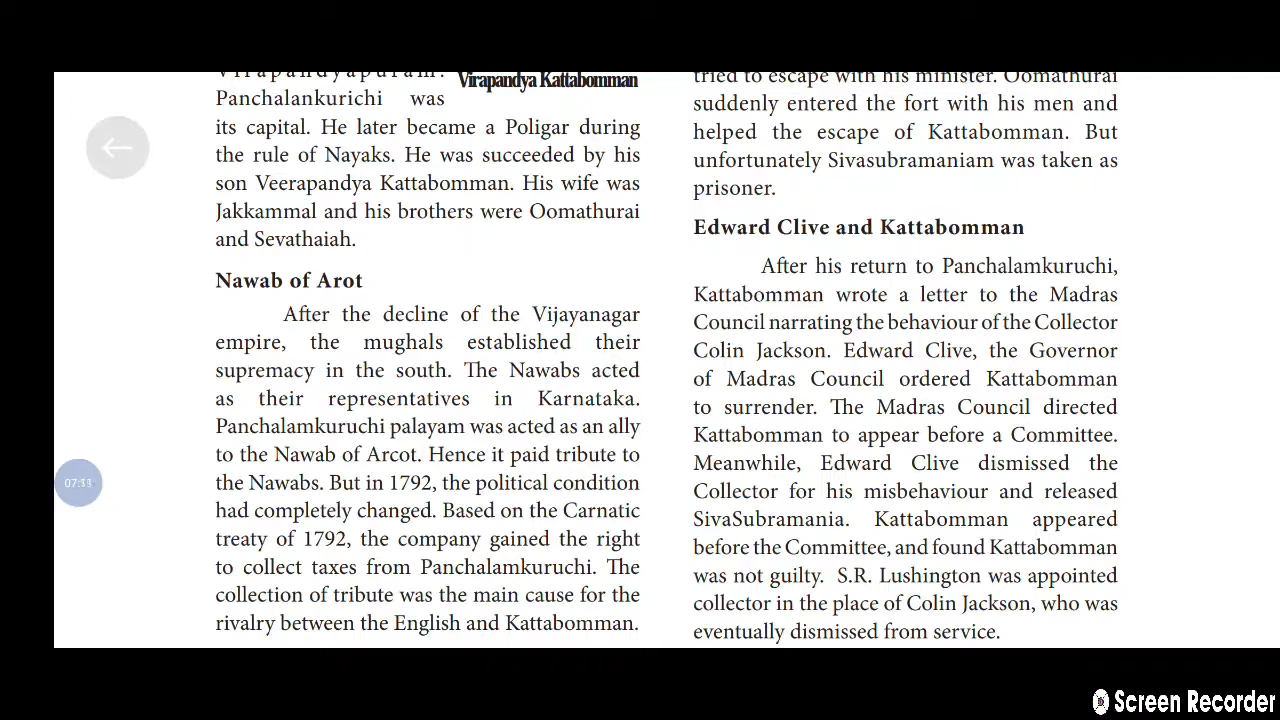 Virapandyapuram.
Virapandya Kattabomman
Panchalankurichi was
its capital. He later became a Poligar during
the rule of Nayaks. He was succeeded by his
son Veerapandya Kattabomman. His wife was
Jakkammal and his brothers were Oomathurai
and Sevathaiah.
Nawab of Arot
After the decline of the Vijayanagar
empire, the mughals established their
supremacy in the south. The Nawabs acted
as their representatives in Karnataka.
Panchalamkuruchi palayam was acted as an ally
to the Nawab of Arcot. Hence it paid tribute to
the Nawabs. But in 1792, the political condition
had completely changed. Based on the Carnatic
treaty of 1792, the company gained the right
to collect taxes from Panchalamkuruchi. The
collection of tribute was the main cause for the
rivalry between the English and Kattabomman.
tried to escape with his minister. Oomathurai
suddenly entered the fort with his men and
helped the escape of Kattabomman. But
unfortunately Sivasubramaniam was taken as
prisoner.
Edward Clive and Kattabomman
After his return to Panchalamkuruchi,
Kattabomman wrote a letter to the Madras
Council narrating the behaviour of the Collector
Colin Jackson. Edward Clive, the Governor
of Madras Council ordered Kattabomman
to surrender. The Madras Council directed
Kattabomman to appear before a Committee.
Meanwhile, Edward Clive dismissed the
Collector for his misbehaviour and released
SivaSubramania. Kattabomman appeared
before the Committee, and found Kattabomman
was not guilty. S.R. Lushington was appointed
collector in the place of Colin Jackson, who was
eventually dismissed from service.
Screen Recorder